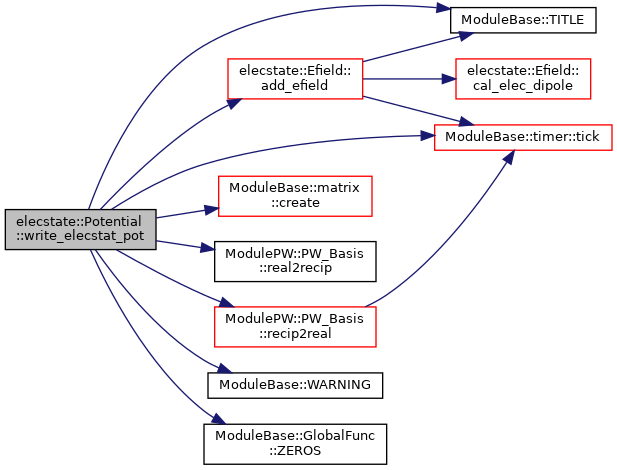 ModuleBase::TITLE
elecstate::Efield::
add_efield
elecstate::Efield::
cal_elec_dipole
ModuleBase::timer::tick
ModuleBase::matrix
::create
elecstate::Potential
::write_elecstat_pot
ModulePW::PW_Basis
::real2recip
ModulePW::PW_Basis
::recip2real
ModuleBase::WARNING
ModuleBase::GlobalFunc
::ZEROS